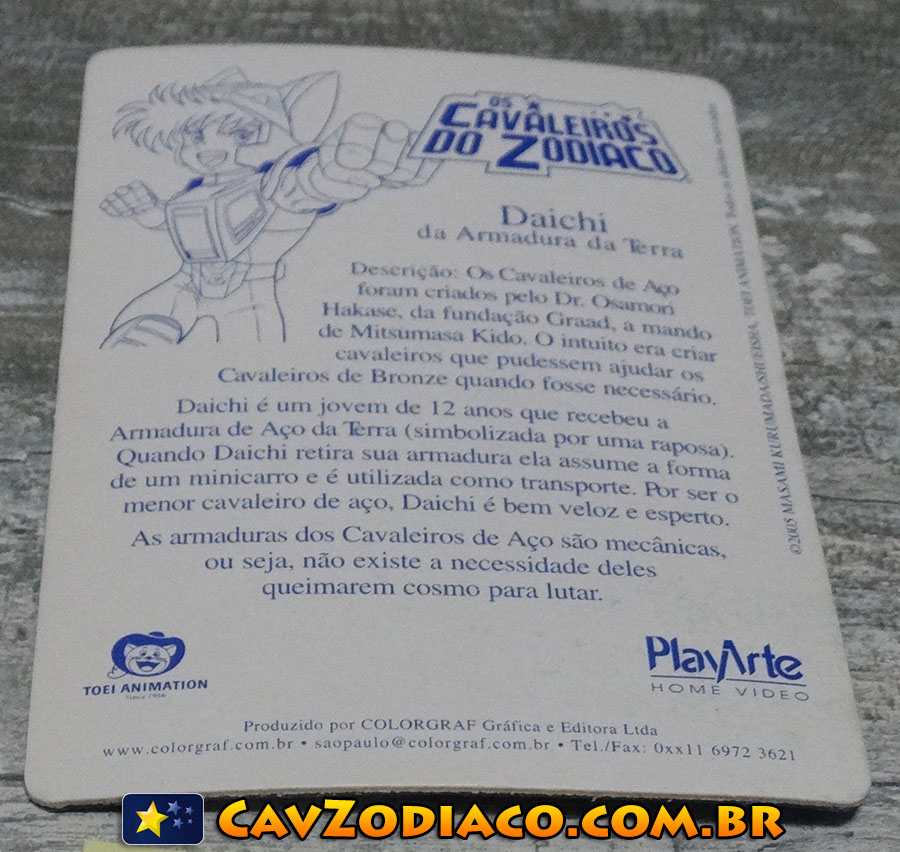 OS CAVALEIROS
DO ZODIACO
Daichi
da Armadura da Terra
Descrição: Os Cavaleiros de Aço
foram criados pelo Dr. Osamori
Hakase, da fundação Graad, a mando
de Mitsumasa Kido. O intuito era criar
cavaleiros que pudessem ajudar os
Cavaleiros de Bronze quando fosse necessário.
Daichi é um jovem de 12 anos que recebeu a
Armadura de Aço da Terra (simbolizada por uma raposa).
Quando Daichi retira sua armadura ela assume a forma
de um minicarro e é utilizada como transporte. Por ser o
menor cavaleiro de aço, Daichi é bem veloz e esperto.
As armaduras dos Cavaleiros de Aço são mecânicas,
ou seja, não existe a necessidade deles
queimarem cosmo para lutar.
©2005 MASAMI KURUMADA/SHUEISHA, TOEI ANIMATION. Todos os direitos reservados
TOEI ANIMATION
Since 1956
PlayArte
HOME VIDEO
Produzido por COLORGRAF Gráfica e Editora Ltda
www.colorgraf.com.br • saopaulo@colorgraf.com.br • Tel./Fax: 0xx11 6972 3621
CAVZODIACO.COM.BR